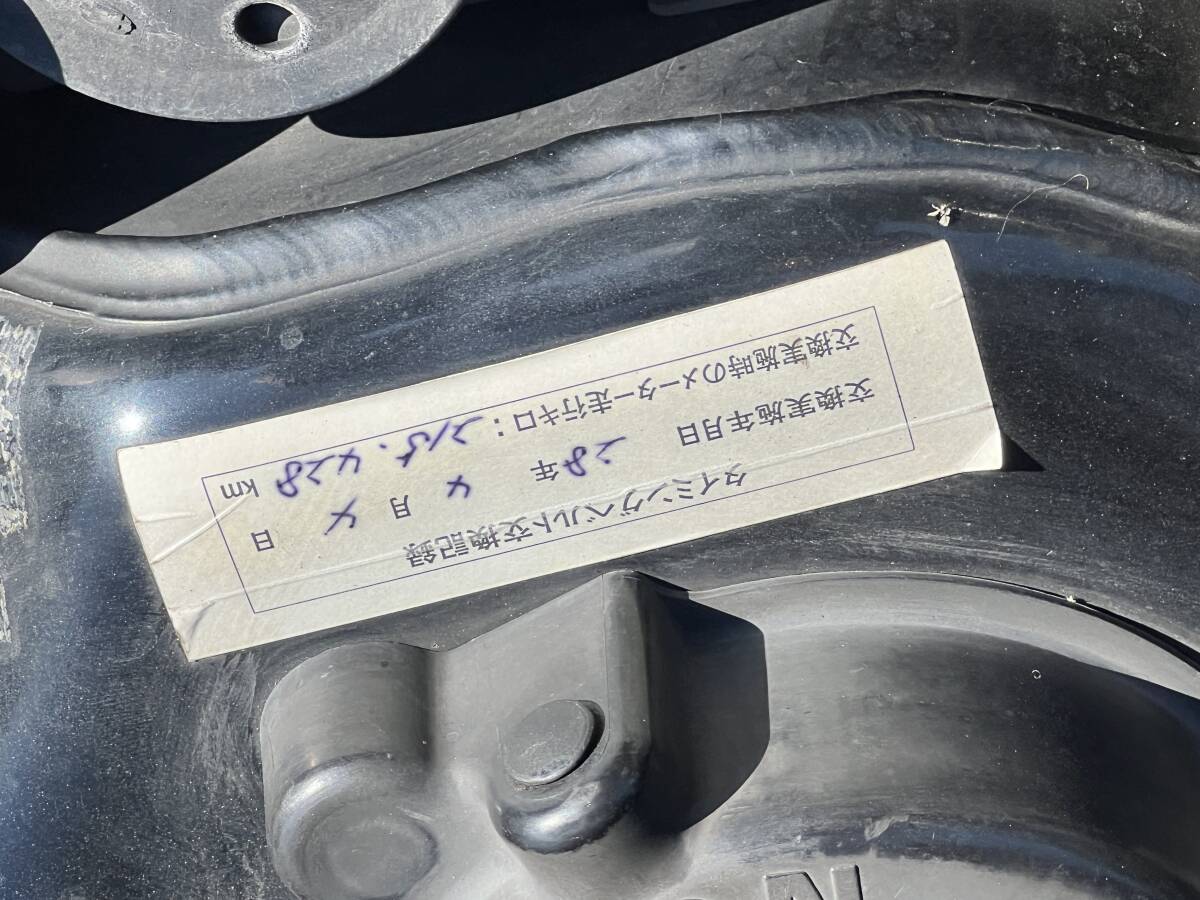 タイミングベルト交換記録
交換実施年月日 28年 4月 4日
交換実施時のメーター走行キロ：215,428 km